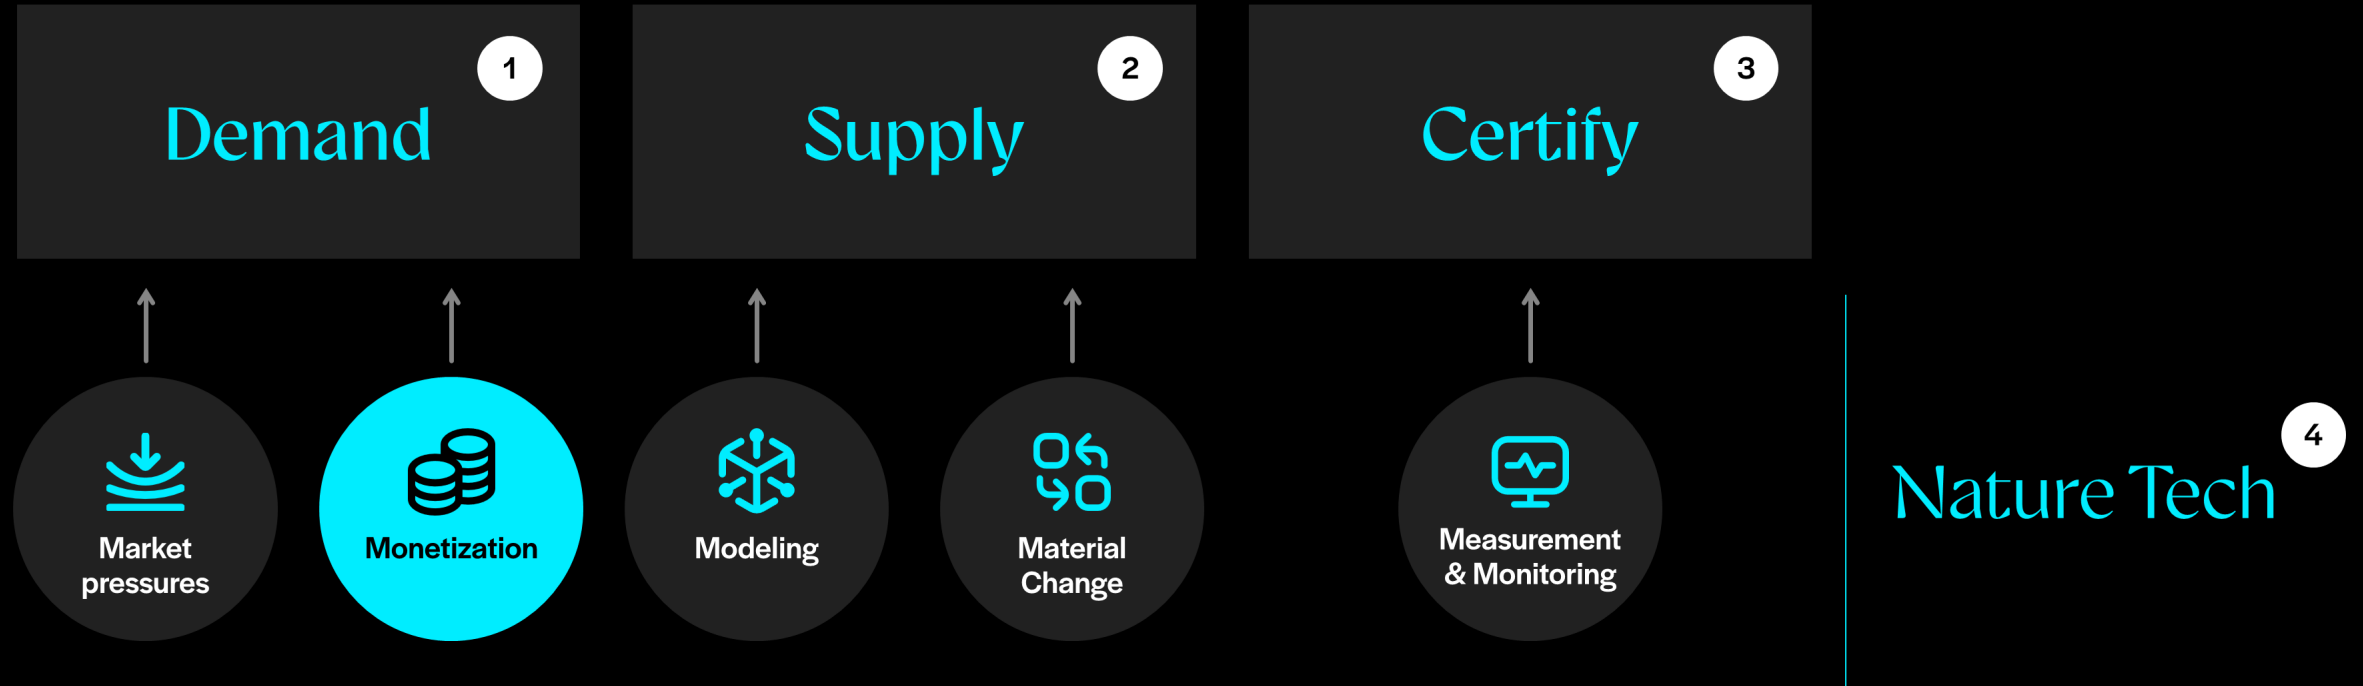 1
Demand
2
Supply
3
Certify
Market
pressures
Monetization
Modeling
Material
Change
Measurement
& Monitoring
4
Nature Tech